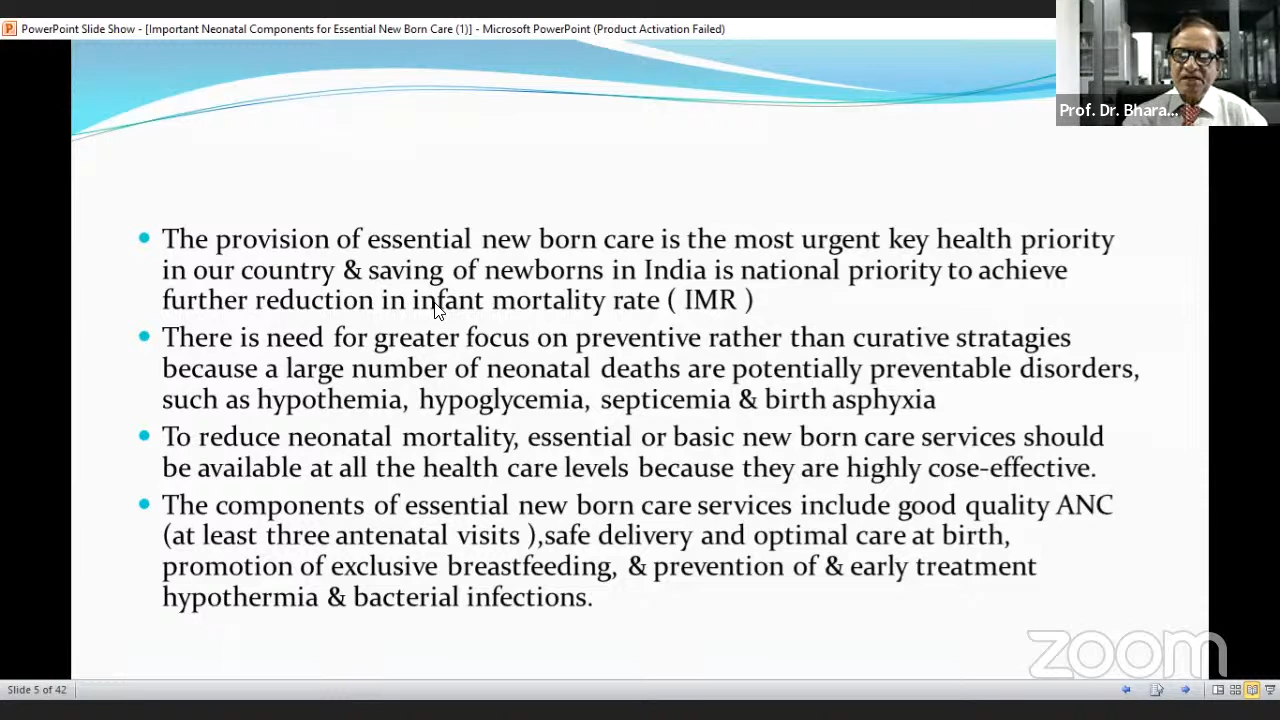 PowerPoint Slide Show - [Important Neonatal Components for Essential New Born Care (1)] - Microsoft PowerPoint (Product Activation Failed)
Prof. Dr. Bhara...
• The provision of essential new born care is the most urgent key health priority
in our country & saving of newborns in India is national priority to achieve
further reduction in infant mortality rate ( IMR )
• There is need for greater focus on preventive rather than curative stratagies
because a large number of neonatal deaths are potentially preventable disorders,
such as hypothemia, hypoglycemia, septicemia & birth asphyxia
• To reduce neonatal mortality, essential or basic new born care services should
be available at all the health care levels because they are highly cose-effective.
• The components of essential new born care services include good quality ANC
(at least three antenatal visits ),safe delivery and optimal care at birth,
promotion of exclusive breastfeeding, & prevention of & early treatment
hypothermia & bacterial infections.
zoom
Slide 5 of 42